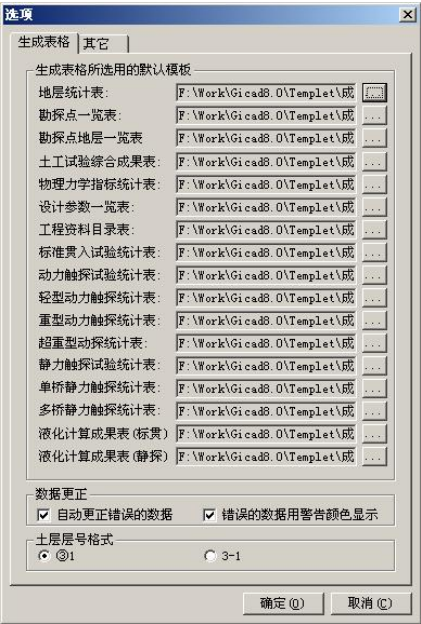 选项
生成表格 其它
生成表格所选用的默认模板
地层统计表: F:\Work\Gicad8.0\Templet\成 ...
勘探点一览表: F:\Work\Gicad8.0\Templet\成 ...
勘探点地层一览表 F:\Work\Gicad8.0\Templet\成 ...
土工试验综合成果表: F:\Work\Gicad8.0\Templet\成 ...
物理力学指标统计表: F:\Work\Gicad8.0\Templet\成 ...
设计参数一览表: F:\Work\Gicad8.0\Templet\成 ...
工程资料目录表: F:\Work\Gicad8.0\Templet\成 ...
标准贯入试验统计表: F:\Work\Gicad8.0\Templet\成 ...
动力触探试验统计表: F:\Work\Gicad8.0\Templet\成 ...
轻型动力触探统计表: F:\Work\Gicad8.0\Templet\成 ...
重型动力触探统计表: F:\Work\Gicad8.0\Templet\成 ...
超重型动探统计表: F:\Work\Gicad8.0\Templet\成 ...
静力触探试验统计表: F:\Work\Gicad8.0\Templet\成 ...
单桥静力触探统计表: F:\Work\Gicad8.0\Templet\成 ...
多桥静力触探统计表: F:\Work\Gicad8.0\Templet\成 ...
液化计算成果表(标贯) F:\Work\Gicad8.0\Templet\成 ...
液化计算成果表(静探) F:\Work\Gicad8.0\Templet\成 ...
数据更正
自动更正错误的数据 错误的数据用警告颜色显示
土层层号格式
③1 3-1
确定(O) 取消(C)